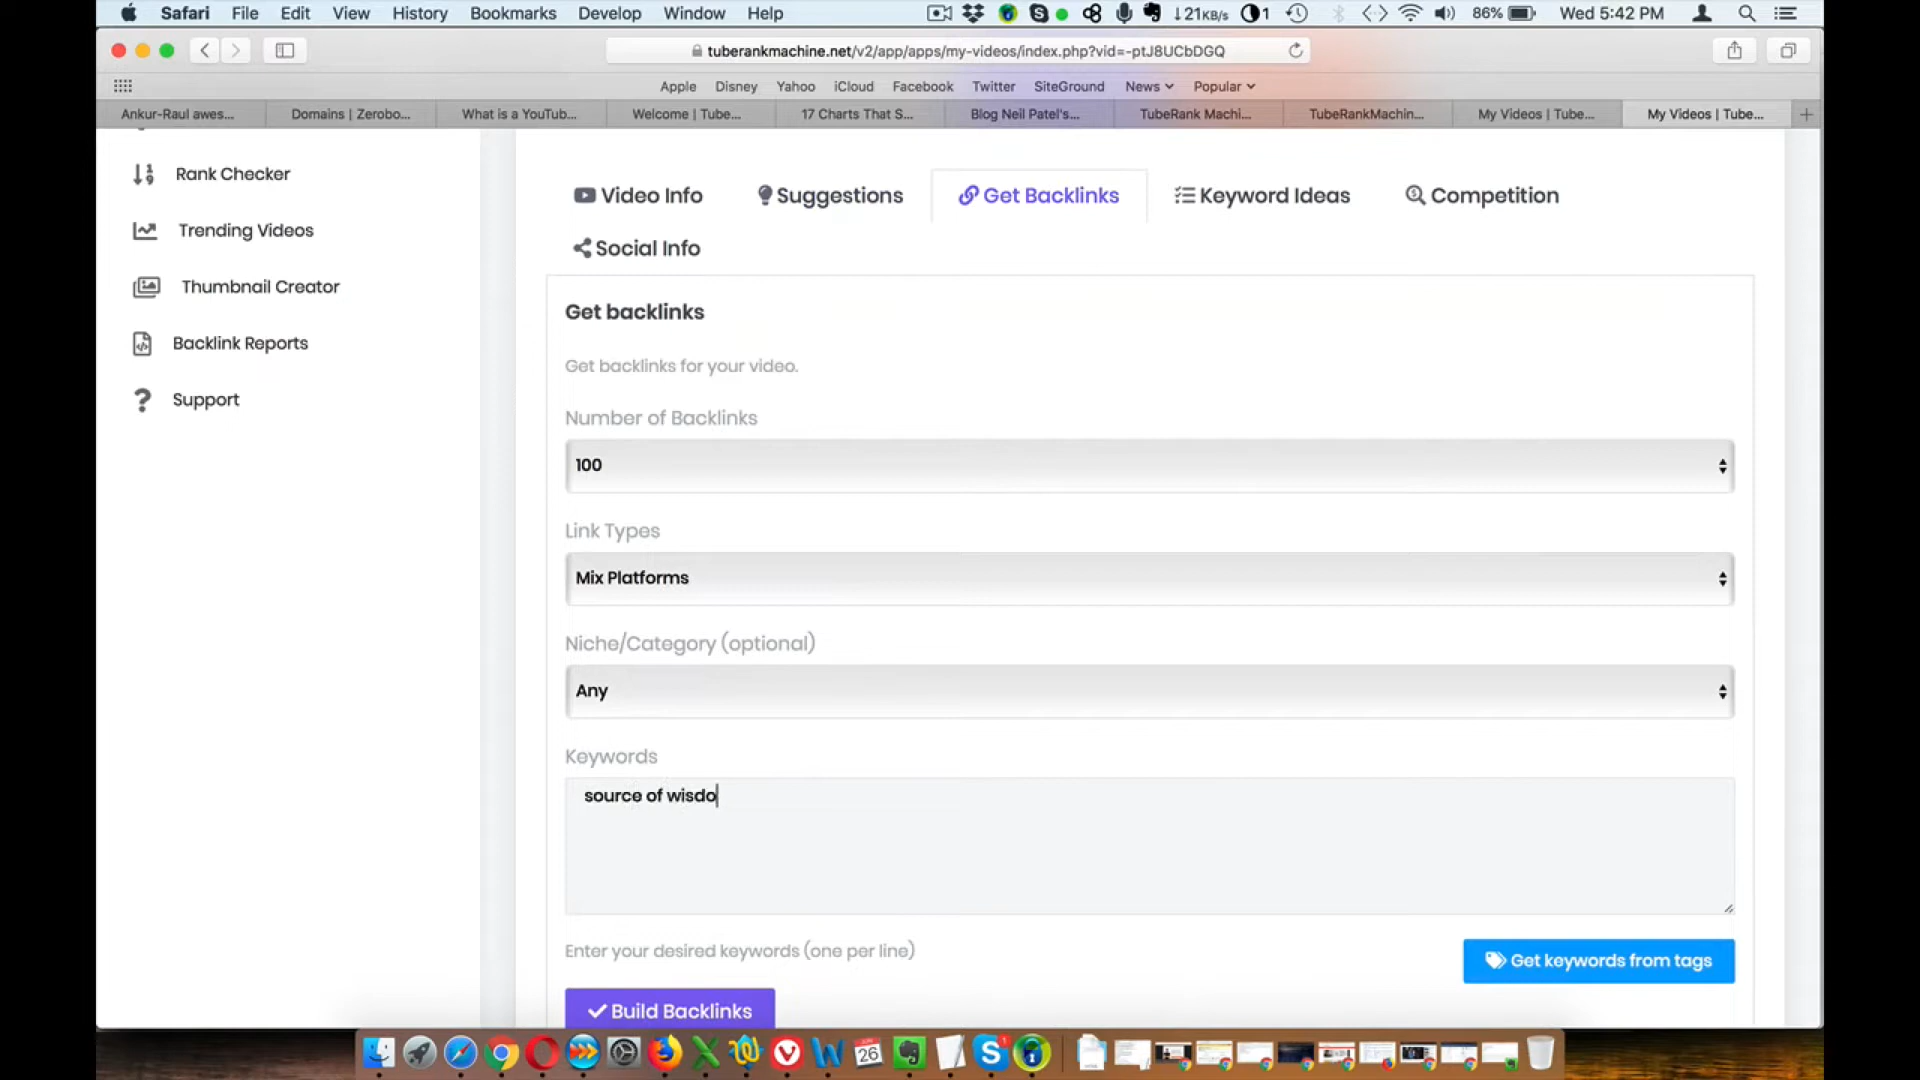 Safari File Edit View History Bookmarks Develop Window Help ↓21KB/s 1 86% Wed 5:42 PM
tuberankmachine.net/v2/app/apps/my-videos/index.php?vid=-ptJ8UCbDGQ
Apple Disney Yahoo iCloud Facebook Twitter SiteGround News Popular
Ankur-Raul awes... Domains | Zerobo... What is a YouTub... Welcome | Tube... 17 Charts That S... Blog Neil Patel's... TubeRank Machi... TubeRankMachin... My Videos | Tube... My Videos | Tube...
Rank Checker
Trending Videos
Thumbnail Creator
Backlink Reports
Support
Video Info Suggestions Get Backlinks Keyword Ideas Competition
Social Info
Get backlinks
Get backlinks for your video.
Number of Backlinks
100
Link Types
Mix Platforms
Niche/Category (optional)
Any
Keywords
source of wisdo
Enter your desired keywords (one per line)
Get keywords from tags
Build Backlinks
26